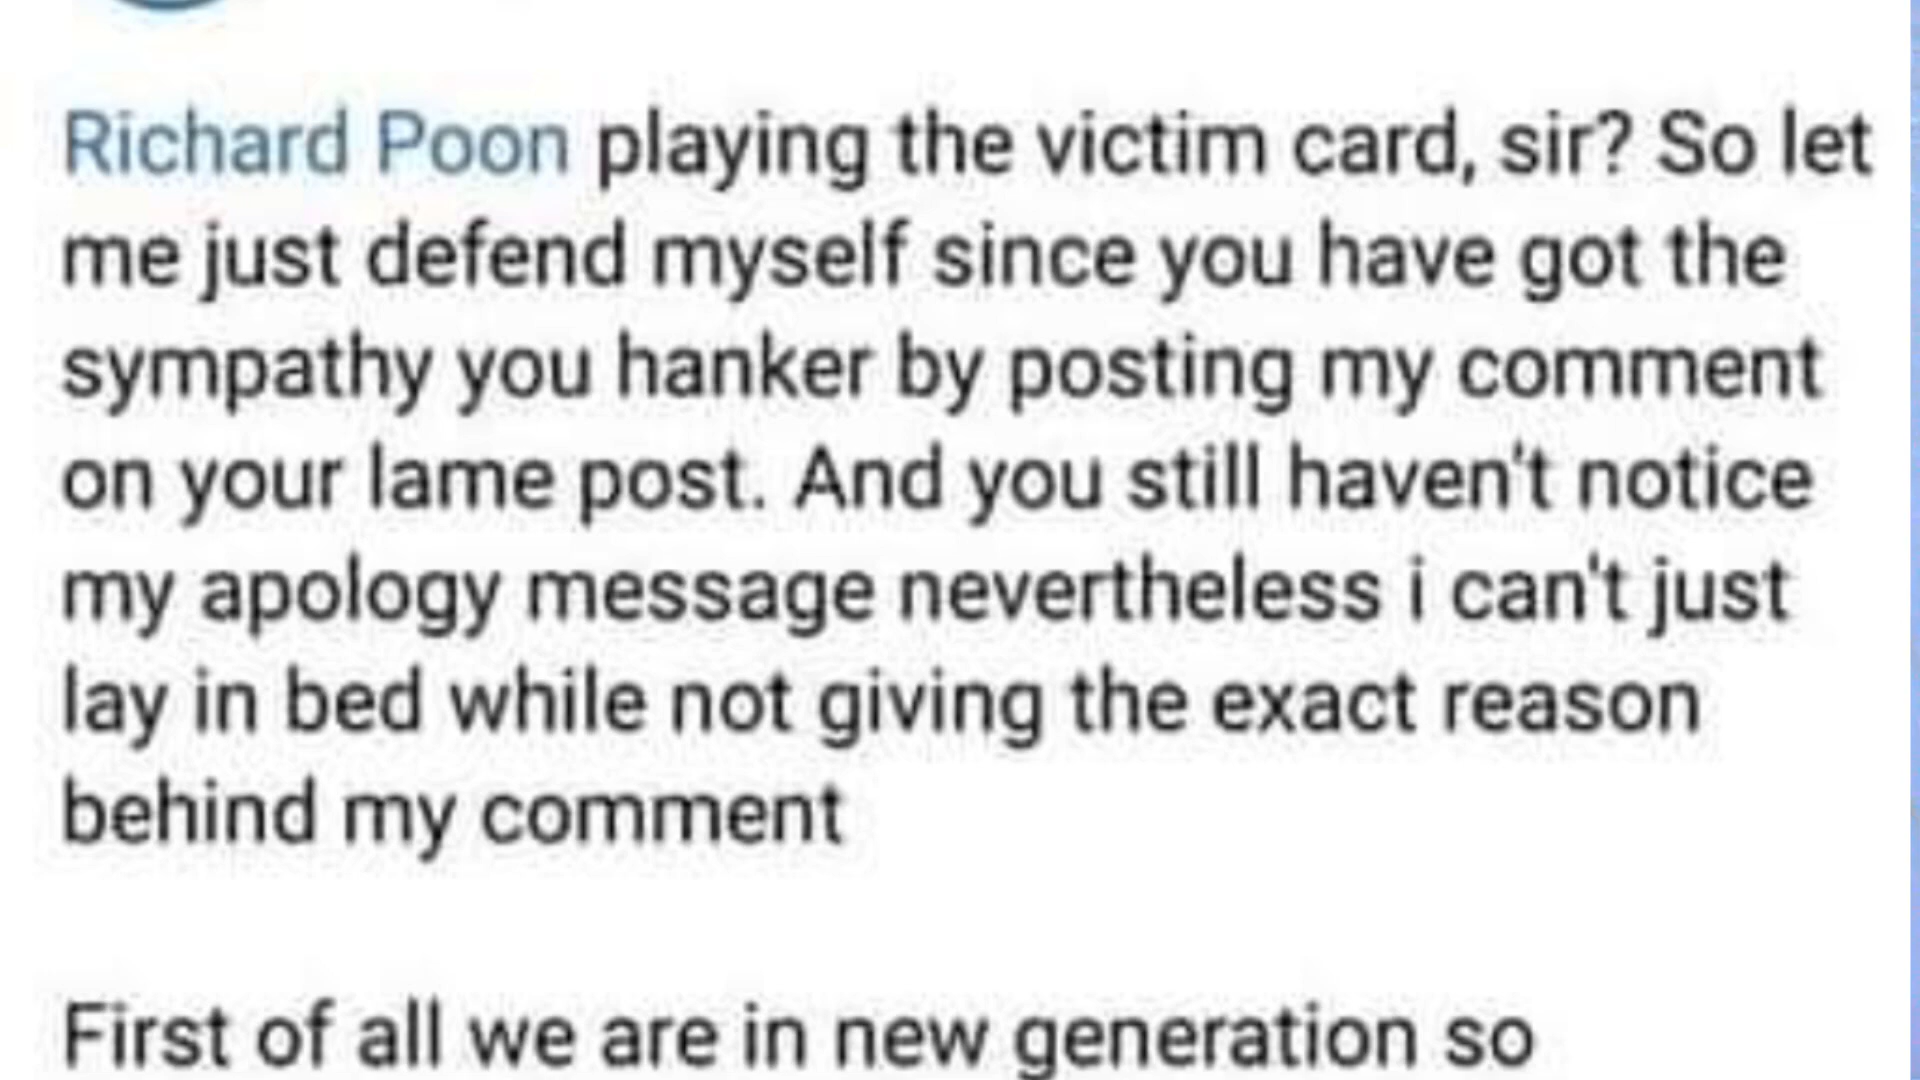 Richard Poon playing the victim card, sir? So let
me just defend myself since you have got the
sympathy you hanker by posting my comment
on your lame post. And you still haven't notice
my apology message nevertheless i can't just
lay in bed while not giving the exact reason
behind my comment
First of all we are in new generation so